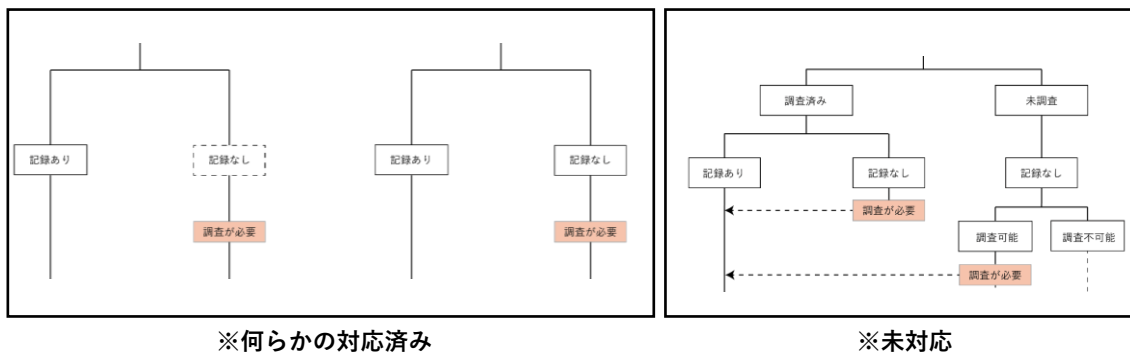 調査済み
未調査
記録あり
記録なし
記録あり
記録なし
記録あり
記録なし
記録なし
調査が必要
調査が必要
調査が必要
調査可能
調査不可能
調査が必要
※何らかの対応済み
※未対応